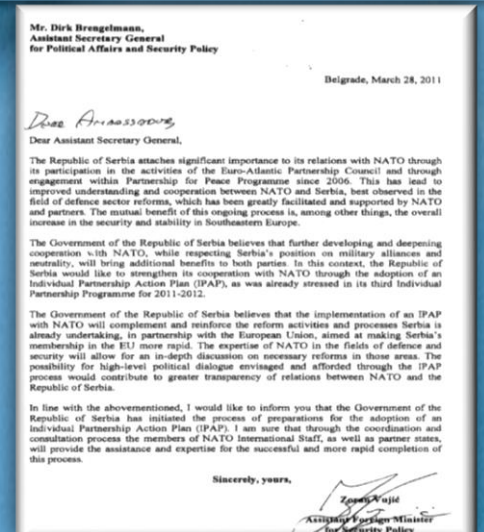 Mr. Dirk Brengelmann,
Assistant Secretary General
for Political Affairs and Security Policy
Belgrade, March 28, 2011
Dear Ambassador,
Dear Assistant Secretary General,
The Republic of Serbia attaches significant importance to its relations with NATO through
its participation in the activities of the Euro-Atlantic Partnership Council and through
engagement within Partnership for Peace Programme since 2006. This has lead to
improved understanding and cooperation between NATO and Serbia, best observed in the
field of defence sector reforms, which has been greatly facilitated and supported by NATO
and partners. The mutual benefit of this ongoing process is, among other things, the overall
increase in the security and stability in Southeastern Europe.
The Government of the Republic of Serbia believes that further developing and deepening
cooperation with NATO, while respecting Serbia's position on military alliances and
neutrality, will bring additional benefits to both parties. In this context, the Republic of
Serbia would like to strengthen its cooperation with NATO through the adoption of an
Individual Partnership Action Plan (IPAP), as was already stressed in its third Individual
Partnership Programme for 2011-2012.
The Government of the Republic of Serbia believes that the implementation of an IPAP
with NATO will complement and reinforce the reform activities and processes Serbia is
already undertaking, in partnership with the European Union, aimed at making Serbia's
membership in the EU more rapid. The expertise of NATO in the fields of defence and
security will allow for an in-depth discussion on necessary reforms in those areas. The
possibility for high-level political dialogue envisaged and afforded through the IPAP
process would contribute to greater transparency of relations between NATO and the
Republic of Serbia.
In line with the abovementioned, I would like to inform you that the Government of the
Republic of Serbia has initiated the process of preparations for the adoption of an
Individual Partnership Action Plan (IPAP). I am sure that through the coordination and
consultation process the members of NATO International Staff, as well as partner states,
will provide the assistance and expertise for the successful and more rapid completion of
this process.
Sincerely, yours,
Zoran Vujić
Assistant Foreign Minister
for Security Policy